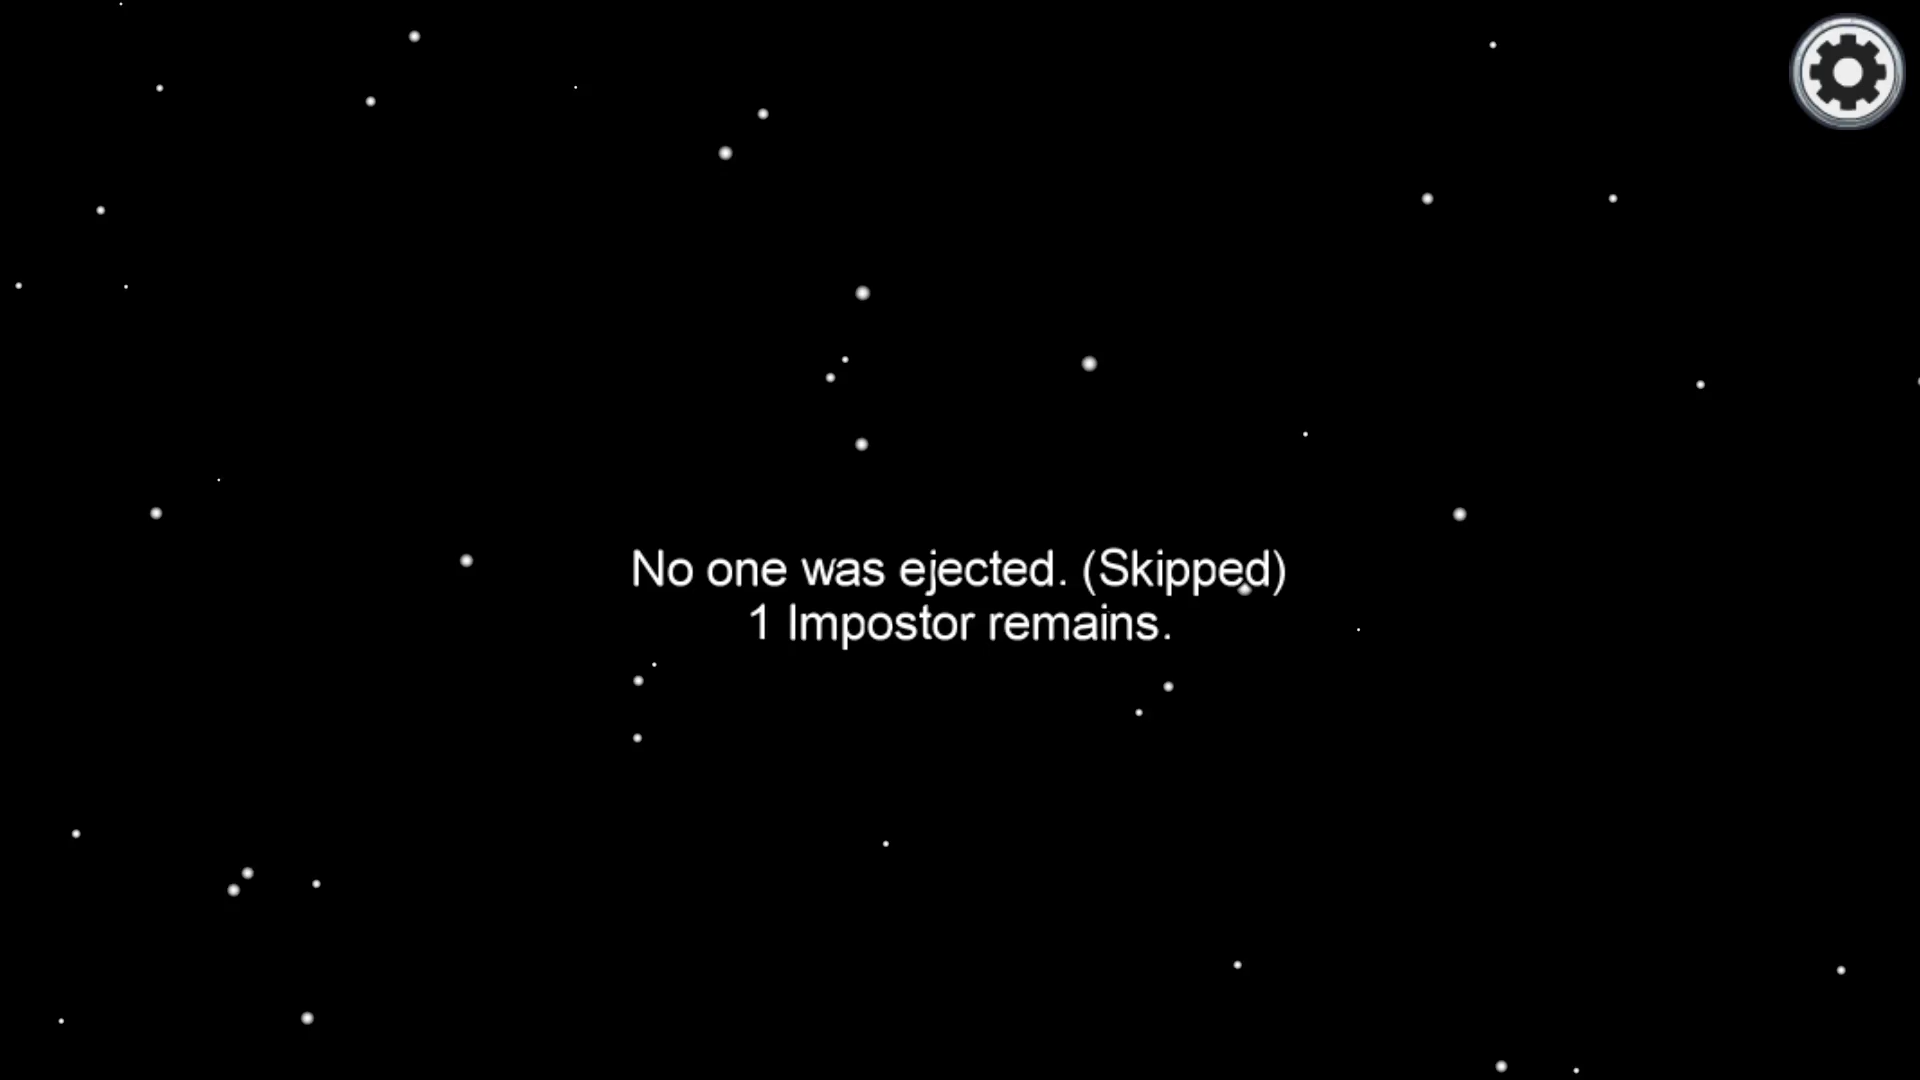 No one was ejected. (Skipped)
1 Impostor remains.